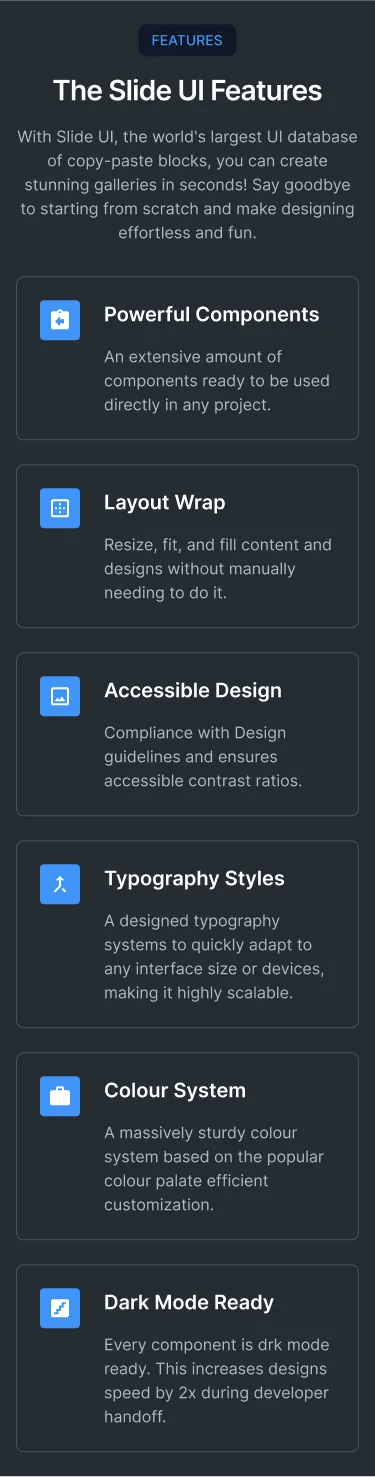 FEATURES
The Slide UI Features
With Slide UI, the world's largest UI database
of copy-paste blocks, you can create
stunning galleries in seconds! Say goodbye
to starting from scratch and make designing
effortless and fun.
Powerful Components
An extensive amount of
components ready to be used
directly in any project.
Layout Wrap
Resize, fit, and fill content and
designs without manually
needing to do it.
Accessible Design
Compliance with Design
guidelines and ensures
accessible contrast ratios.
Typography Styles
A designed typography
systems to quickly adapt to
any interface size or devices,
making it highly scalable.
Colour System
A massively sturdy colour
system based on the popular
colour palate efficient
customization.
Dark Mode Ready
Every component is drk mode
ready. This increases designs
speed by 2x during developer
handoff.